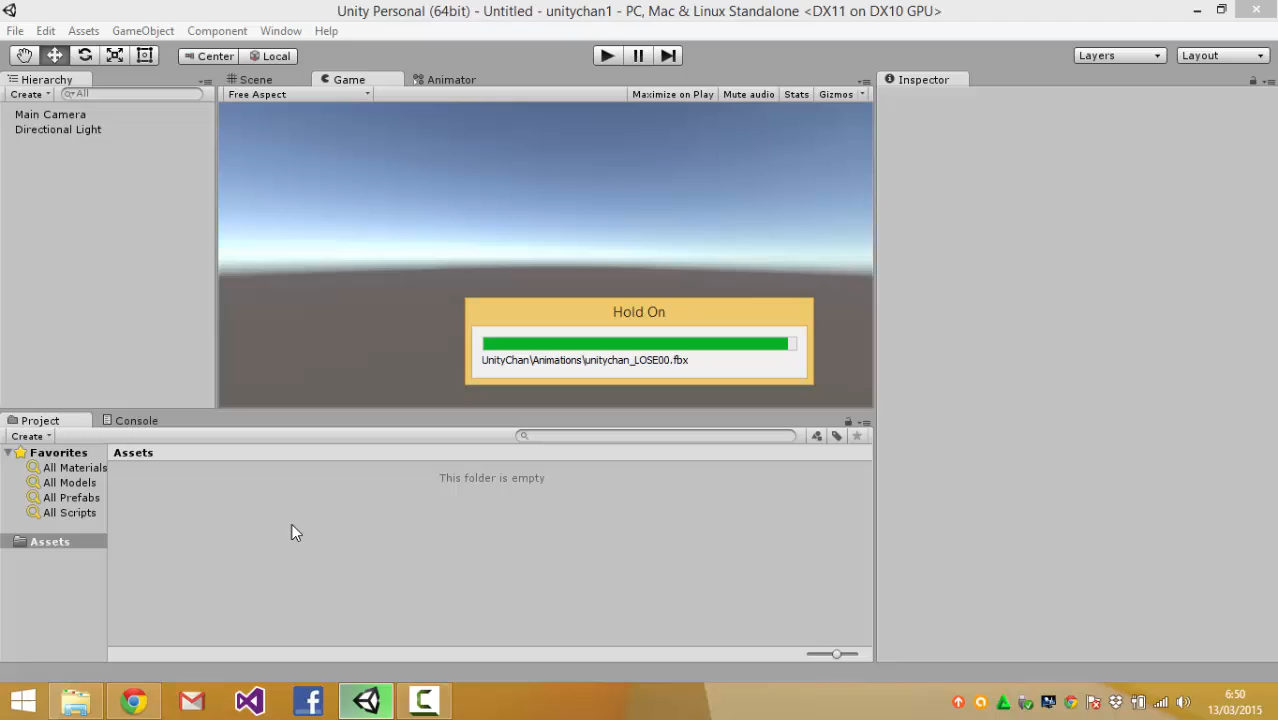 Unity Personal (64bit) - Untitled - unitychan1 - PC, Mac & Linux Standalone <DX11 on DX10 GPU>
File Edit Assets GameObject Component Window Help
Center Local Layers Layout
Hierarchy Scene Game Animator Inspector
Create All Free Aspect Maximize on Play Mute audio Stats Gizmos
Main Camera
Directional Light
Hold On
UnityChan\Animations\unitychan_LOSE00.fbx
Project Console
Create
Favorites Assets
All Materials
All Models
All Prefabs
All Scripts
Assets
This folder is empty
6:50
13/03/2015